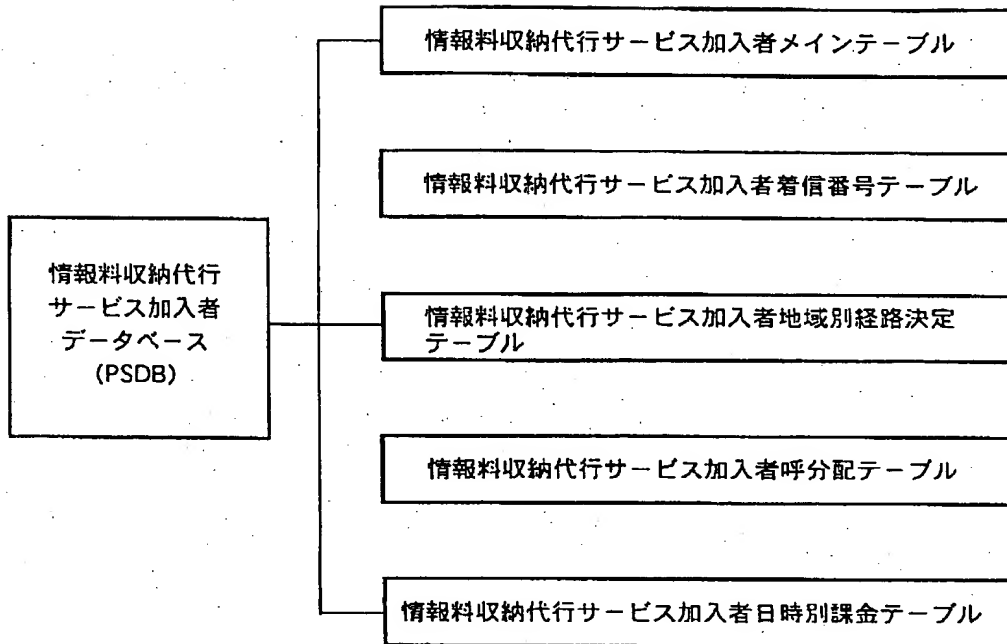 情報料収納代行サービス加入者メインテーブル
情報料収納代行サービス加入者着信番号テーブル
情報料収納代行
サービス加入者
データベース
(PSDB)
情報料収納代行サービス加入者地域別経路決定
テーブル
情報料収納代行サービス加入者呼分配テーブル
情報料収納代行サービス加入者日時別課金テーブル